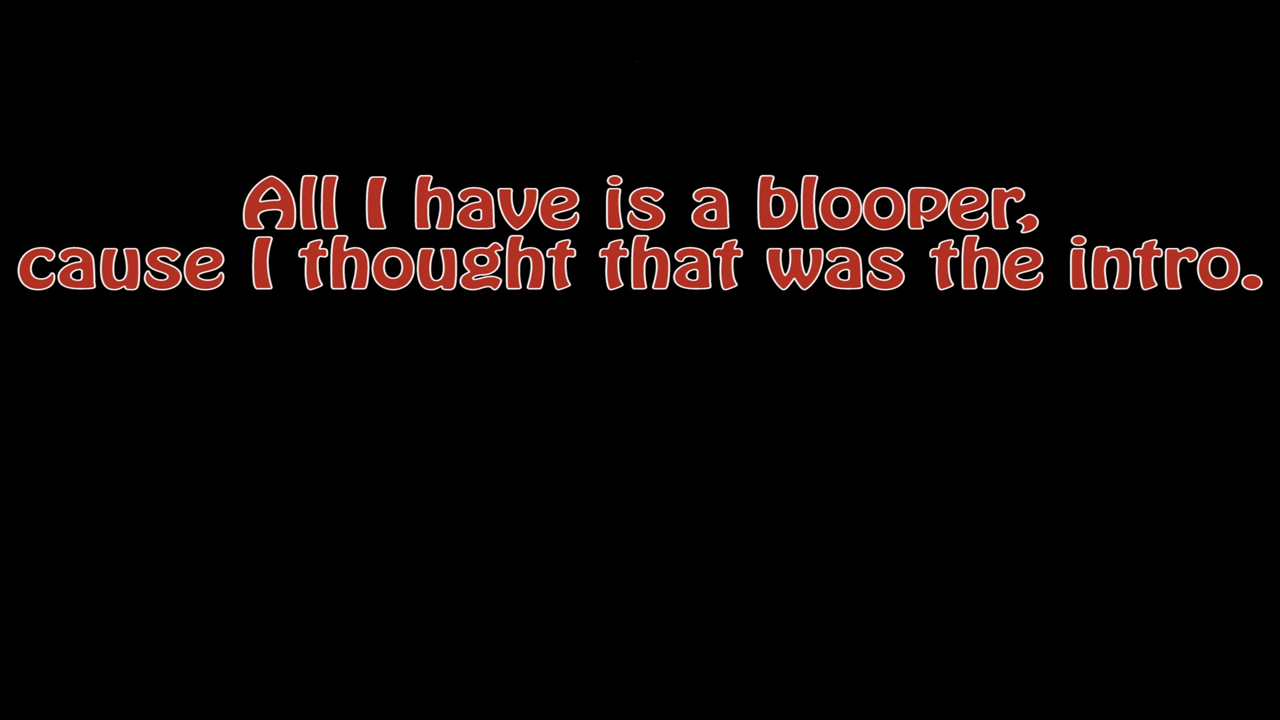 All I have is a blooper,
cause I thought that was the intro.